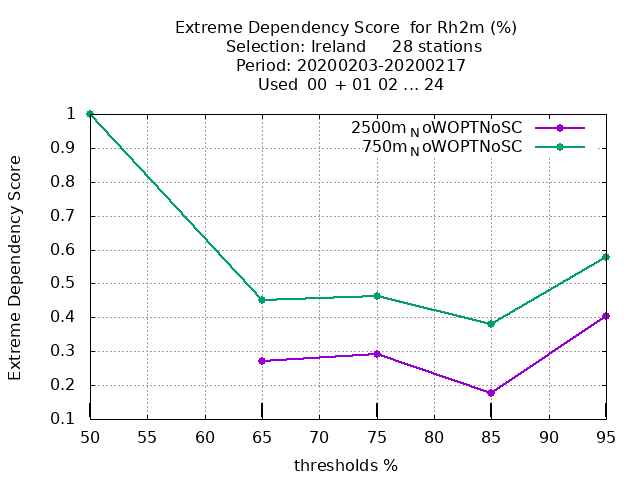 Extreme Dependency Score  for Rh2m (%)
Selection: Ireland     28 stations
Period: 20200203-20200217
Used  00  + 01 02 ... 24
2500m_NoWOPTNoSC
750m_NoWOPTNoSC
Extreme Dependency Score
1
0.9
0.8
0.7
0.6
0.5
0.4
0.3
0.2
0.1
50 55 60 65 70 75 80 85 90 95
thresholds %